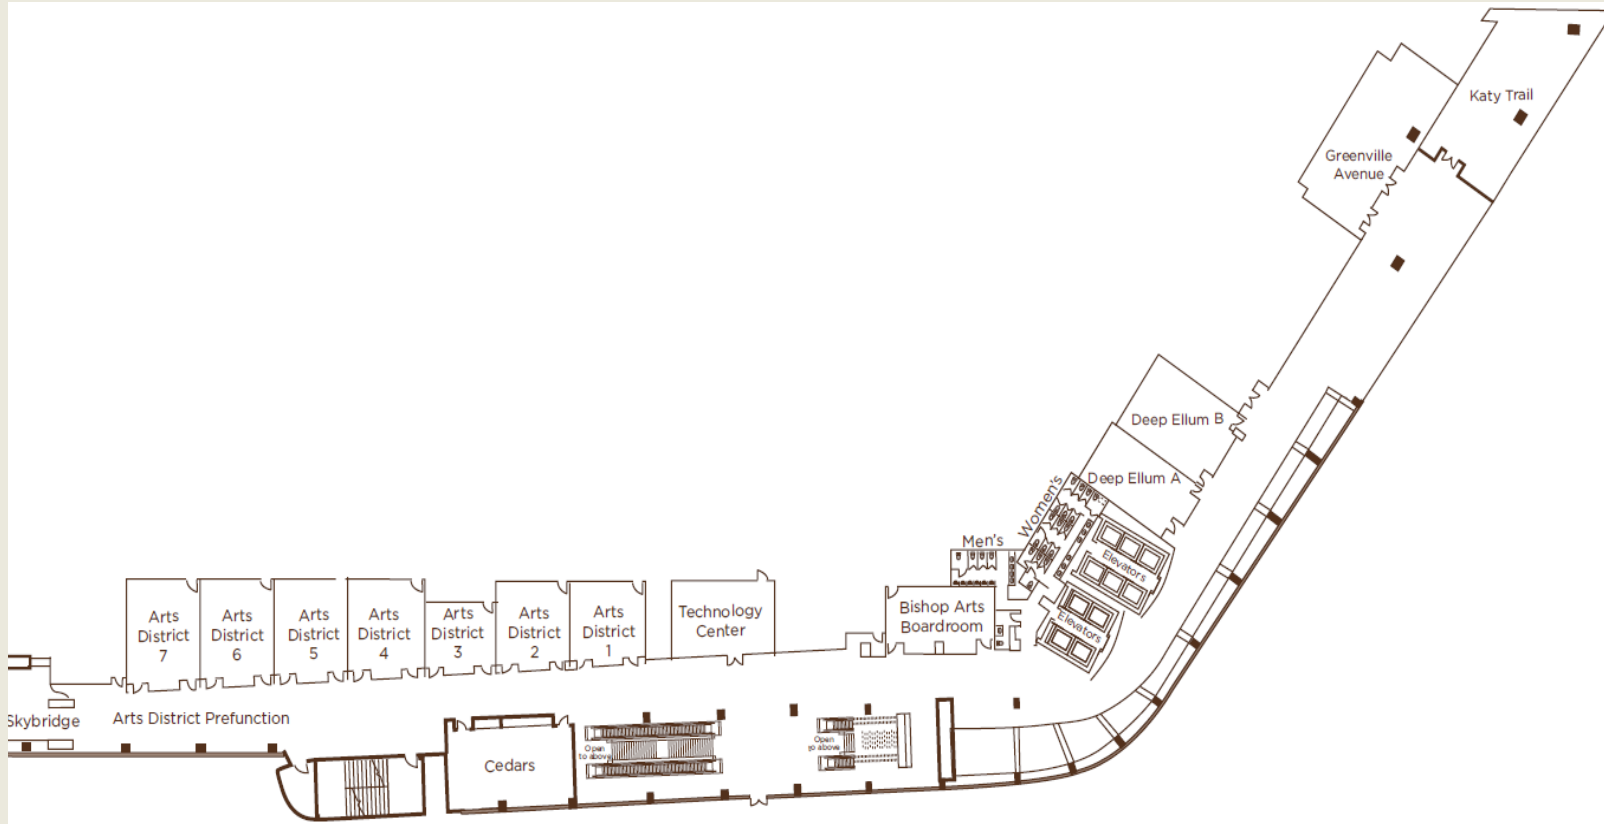 Katy Trail
Greenville
Avenue
Deep Ellum B
Deep Ellum A
Women's
Men's
Elevators
Elevators
Bishop Arts
Boardroom
Technology
Center
Arts
District
1
Arts
District
2
Arts
District
3
Arts
District
4
Arts
District
5
Arts
District
6
Arts
District
7
Skybridge
Arts District Prefunction
Cedars
Open
to above
Open
to above